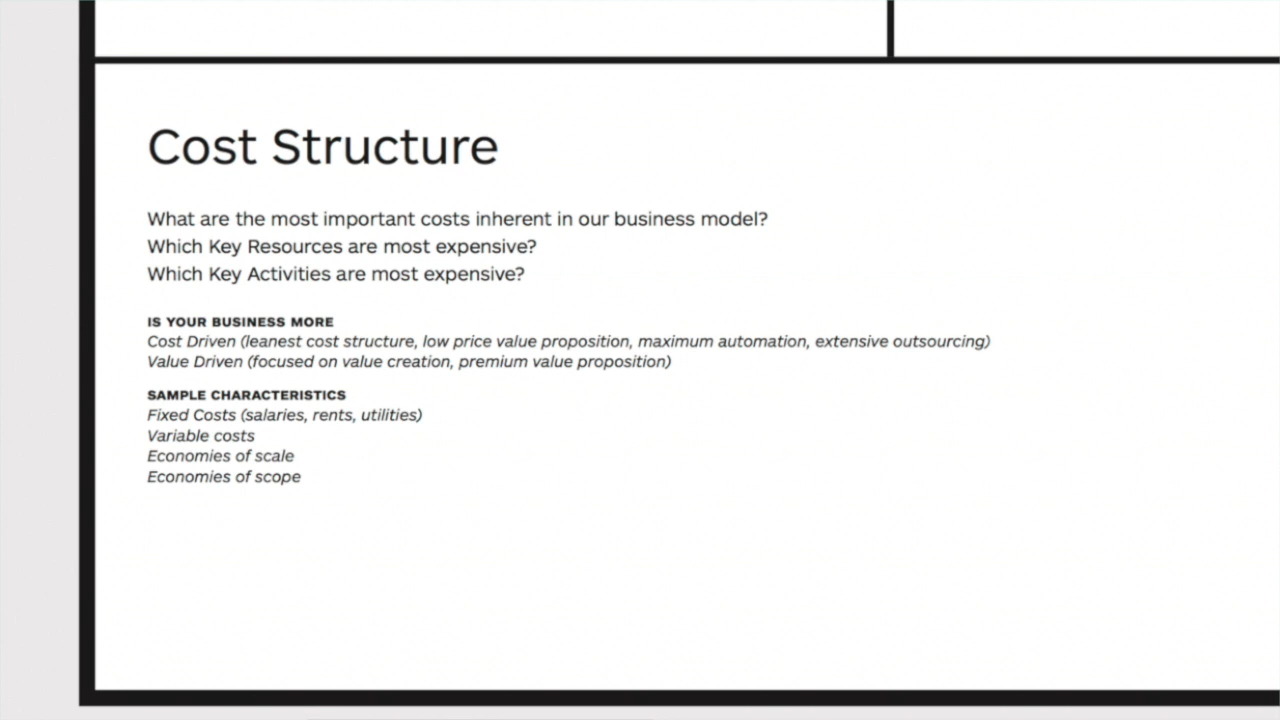 Cost Structure
What are the most important costs inherent in our business model?
Which Key Resources are most expensive?
Which Key Activities are most expensive?
IS YOUR BUSINESS MORE
Cost Driven (leanest cost structure, low price value proposition, maximum automation, extensive outsourcing)
Value Driven (focused on value creation, premium value proposition)
SAMPLE CHARACTERISTICS
Fixed Costs (salaries, rents, utilities)
Variable costs
Economies of scale
Economies of scope